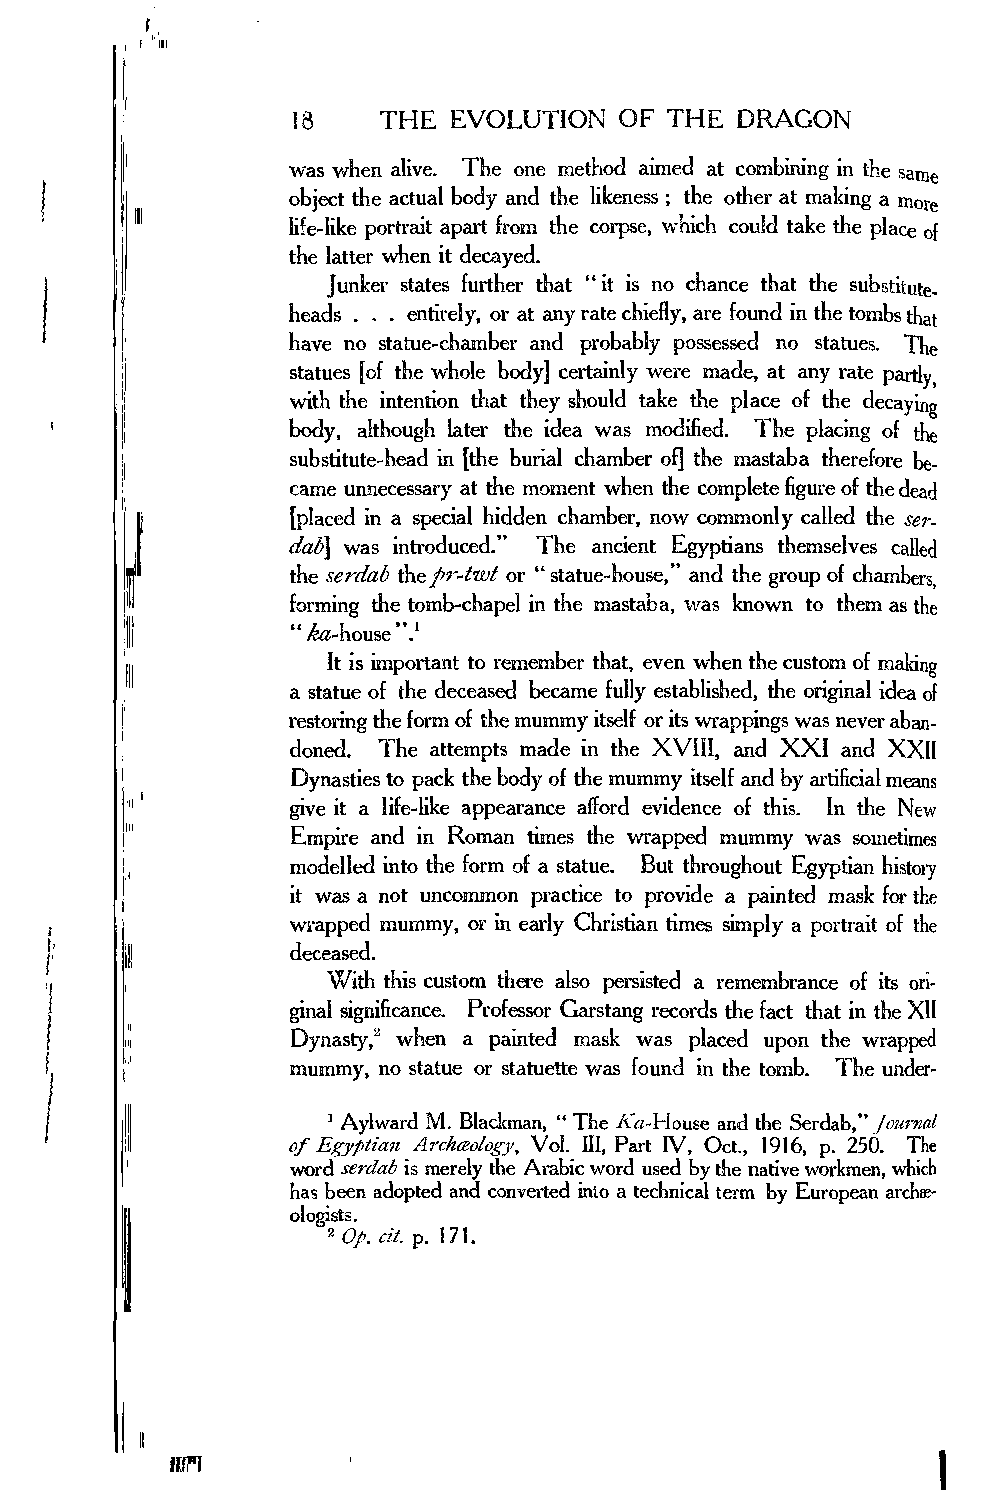 18 THE EVOLUTION OF THE DRAGON
was when alive. The one method aimed at combining in the same
object the actual body and the likeness ; the other at making a more
life-like portrait apart from the corpse, which could take the place of
the latter when it decayed.
Junker states further that “ it is no chance that the substitute-
heads . . . entirely, or at any rate chiefly, are found in the tombs that
have no statue-chamber and probably possessed no statues. The
statues [of the whole body] certainly were made, at any rate partly,
with the intention that they should take the place of the decaying
body, although later the idea was modified. The placing of the
substitute-head in [the burial chamber of] the mastaba therefore be-
came unnecessary at the moment when the complete figure of the dead
[placed in a special hidden chamber, now commonly called the ser-
dab] was introduced.” The ancient Egyptians themselves called
the serdab the pr-twt or “ statue-house,” and the group of chambers,
forming the tomb-chapel in the mastaba, was known to them as the
“ ka-house ”.¹
It is important to remember that, even when the custom of making
a statue of the deceased became fully established, the original idea of
restoring the form of the mummy itself or its wrappings was never aban-
doned. The attempts made in the XVIII, and XXI and XXII
Dynasties to pack the body of the mummy itself and by artificial means
give it a life-like appearance afford evidence of this. In the New
Empire and in Roman times the wrapped mummy was sometimes
modelled into the form of a statue. But throughout Egyptian history
it was a not uncommon practice to provide a painted mask for the
wrapped mummy, or in early Christian times simply a portrait of the
deceased.
With this custom there also persisted a remembrance of its ori-
ginal significance. Professor Garstang records the fact that in the XII
Dynasty,² when a painted mask was placed upon the wrapped
mummy, no statue or statuette was found in the tomb. The under-
¹ Aylward M. Blackman, “ The Ka-House and the Serdab,” Journal
of Egyptian Archæology, Vol. III, Part IV, Oct., 1916, p. 250. The
word serdab is merely the Arabic word used by the native workmen, which
has been adopted and converted into a technical term by European archæ-
ologists.
² Op. cit. p. 171.